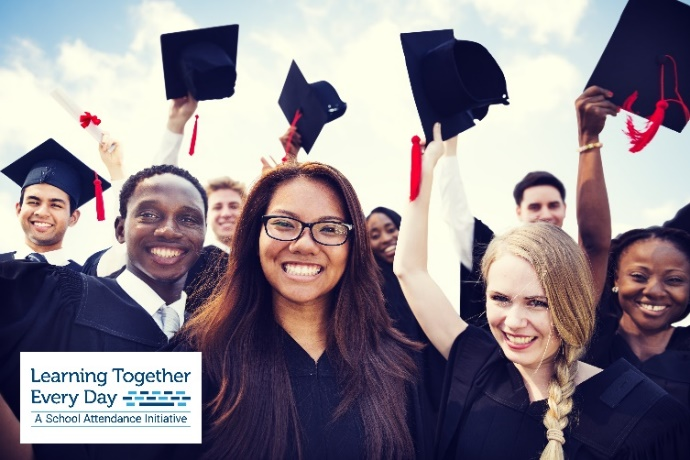 Learning Together
Every Day
A School Attendance Initiative